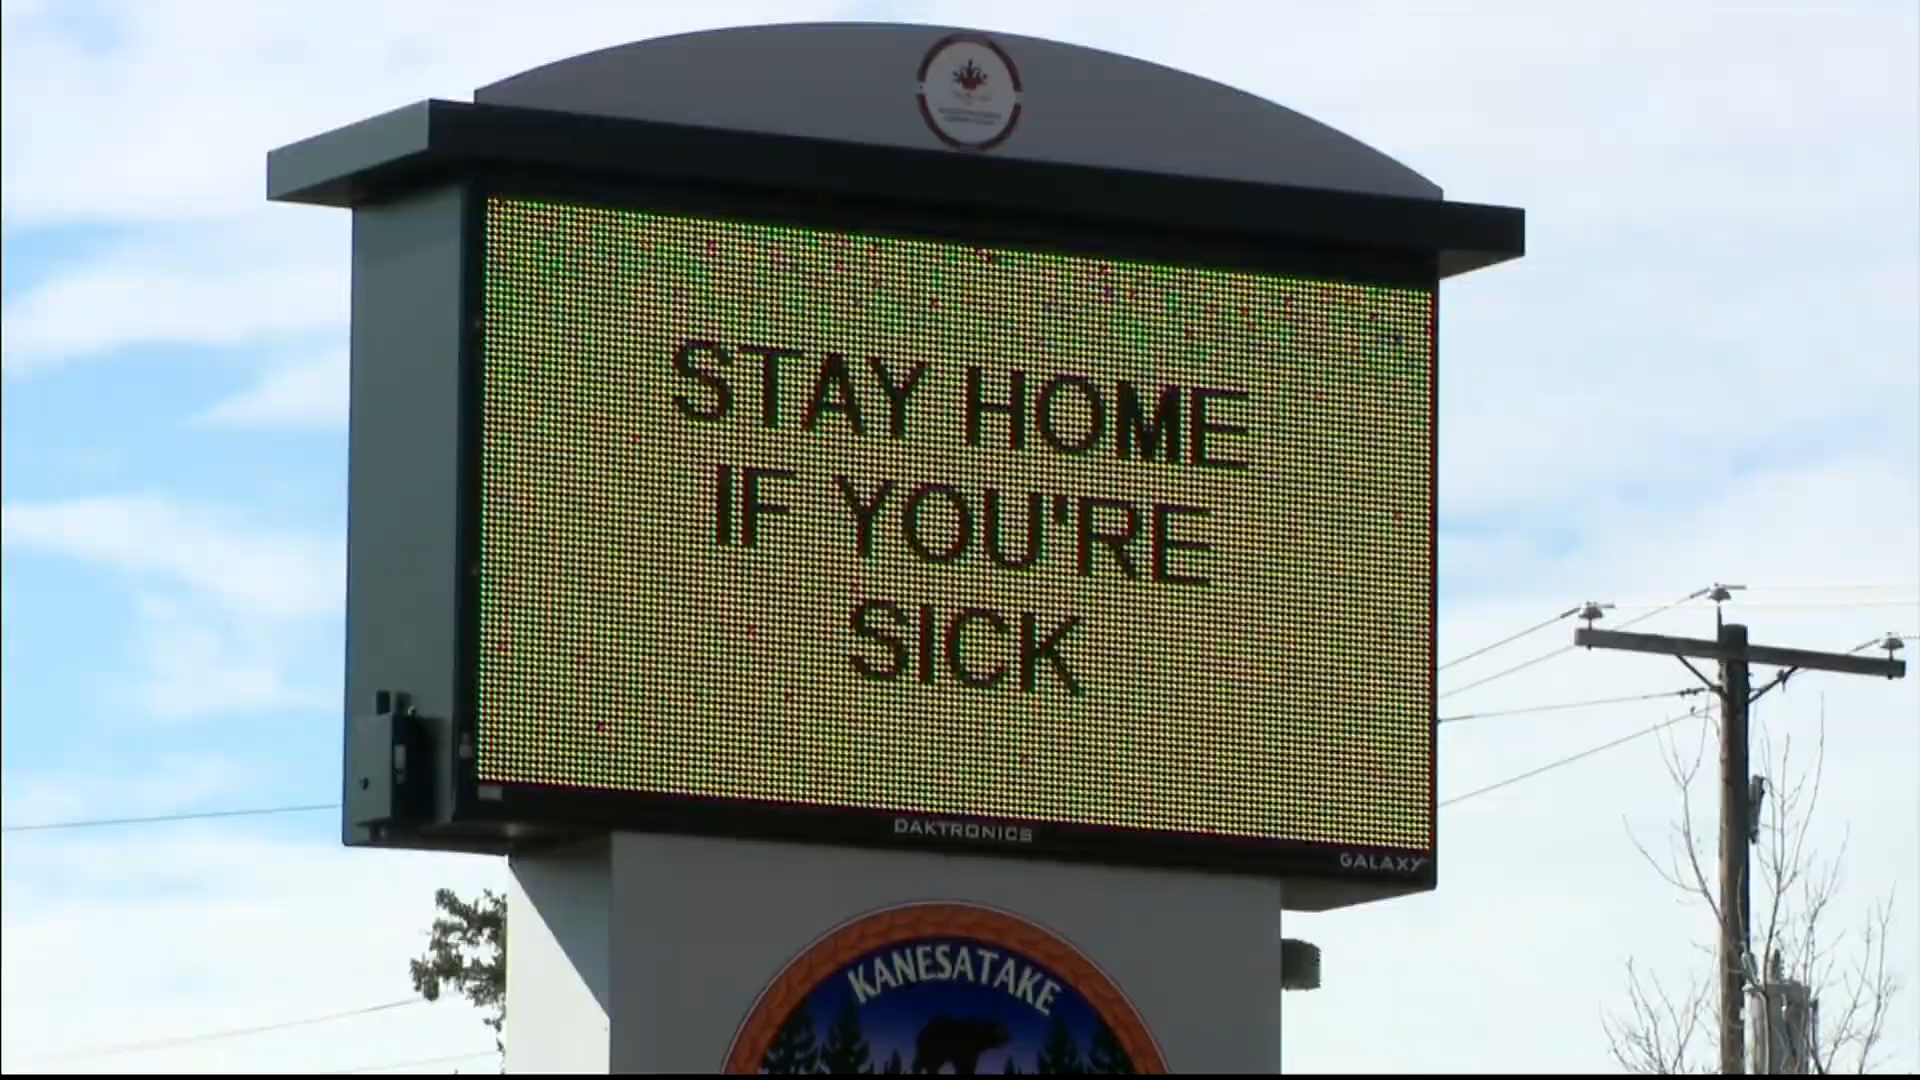 STAY HOME
IF YOU'RE
SICK
DAKTRONICS
GALAXY
KANESATAKE